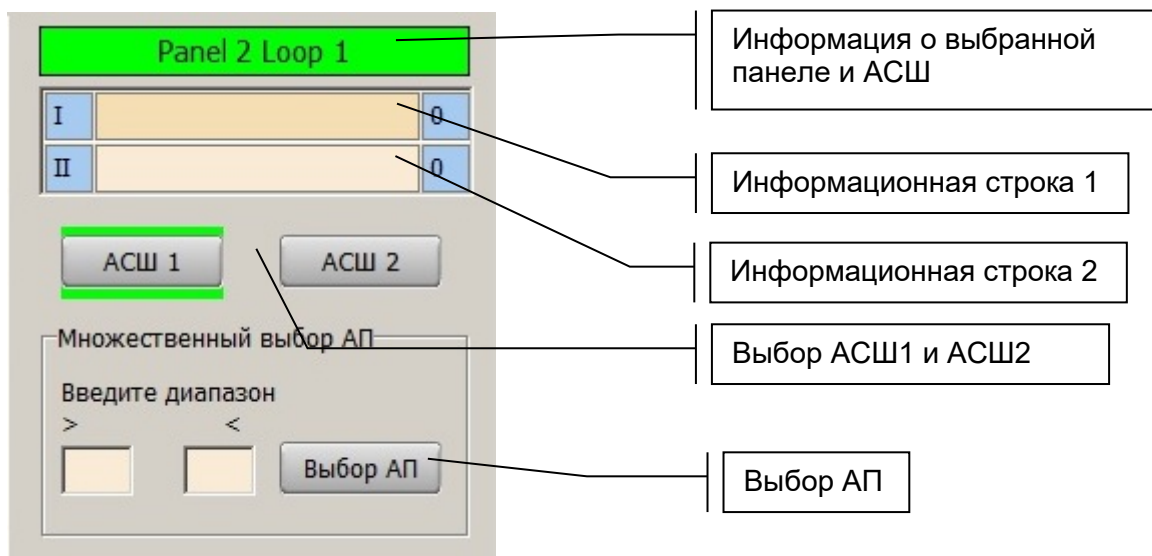 Panel 2 Loop 1
I 0
II 0
АСШ 1 АСШ 2
Множественный выбор АП
Введите диапазон
> <
Выбор АП
Информация о выбранной
панеле и АСШ
Информационная строка 1
Информационная строка 2
Выбор АСШ1 и АСШ2
Выбор АП